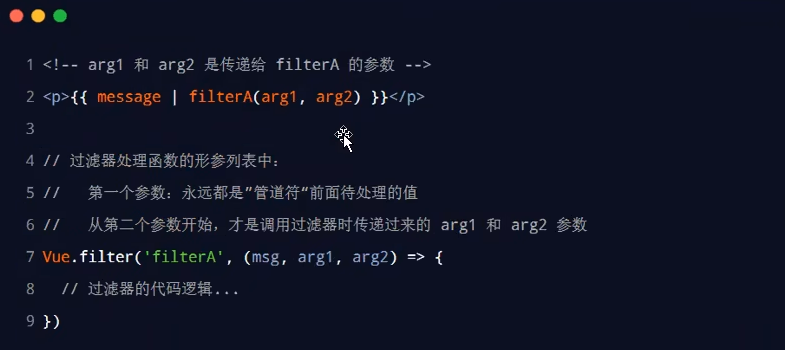 1 <!-- arg1 和 arg2 是传递给 filterA 的参数 -->
2 <p>{{ message | filterA(arg1, arg2) }}</p>
3
4 // 过滤器处理函数的形参列表中：
5 //   第一个参数：永远都是”管道符“前面待处理的值
6 //   从第二个参数开始，才是调用过滤器时传递过来的 arg1 和 arg2 参数
7 Vue.filter('filterA', (msg, arg1, arg2) => {
8   // 过滤器的代码逻辑...
9 })